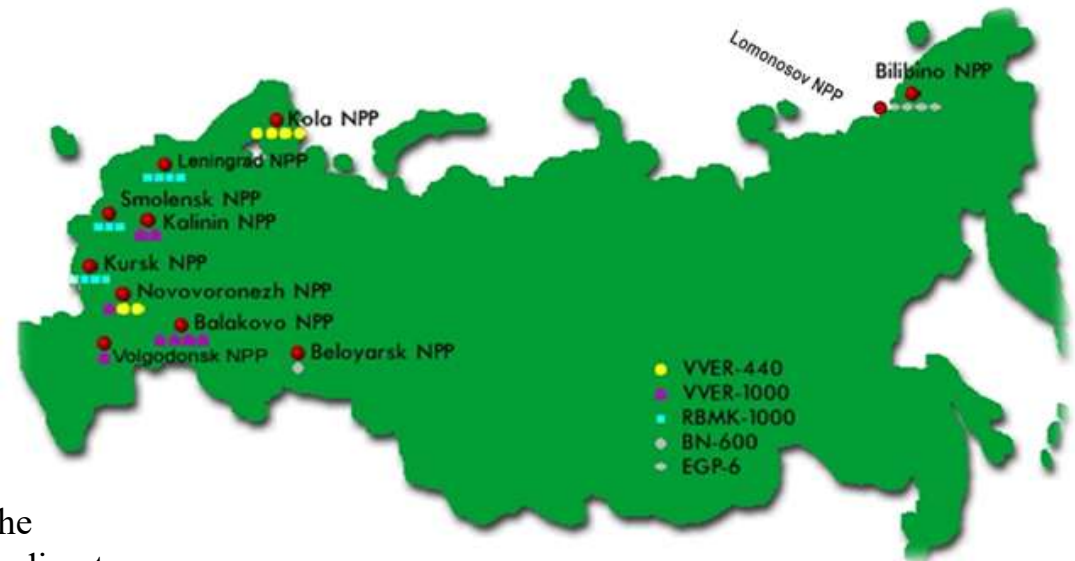 Lomonosov NPP
Bilibino NPP
Kola NPP
Leningrad NPP
Smolensk NPP
Kalinin NPP
Kursk NPP
Novovoronezh NPP
Balakovo NPP
Volgodonsk NPP
Beloyarsk NPP
VVER-440
VVER-1000
RBMK-1000
BN-600
EGP-6
he